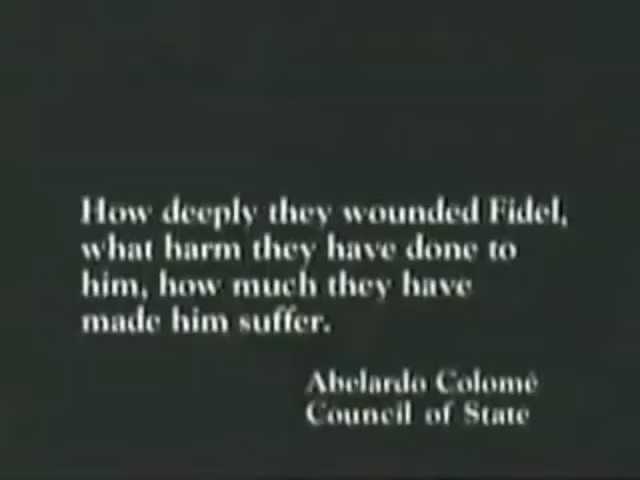 How deeply they wounded Fidel,
what harm they have done to
him, how much they have
made him suffer.
Abelardo Colomé
Council of State